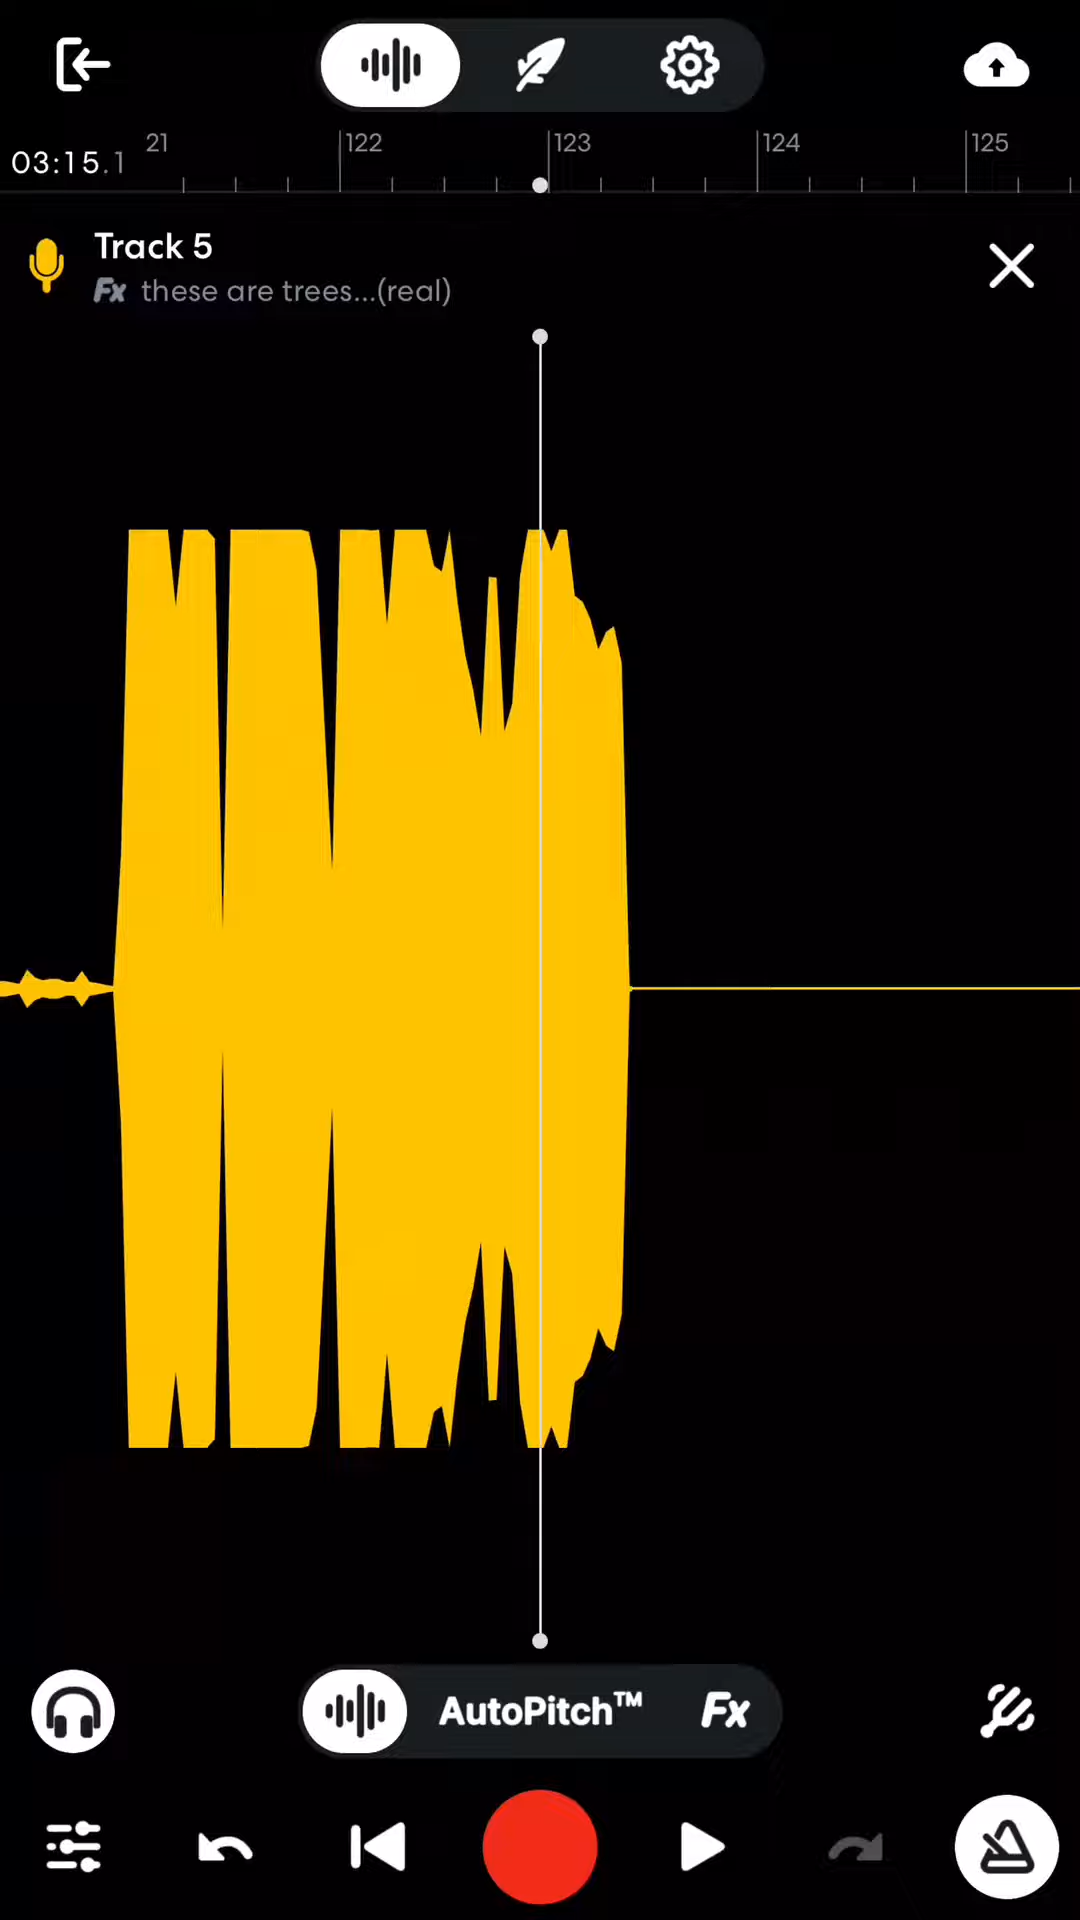 21 122 123 124 125
03:15.1
Track 5
Fx these are trees...(real)
AutoPitch™ Fx